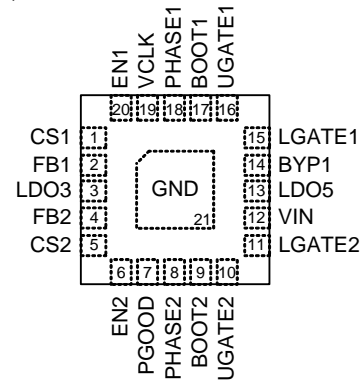 EN1
VCLK
PHASE1
BOOT1
UGATE1
20 19 18 17 16
CS1 1
FB1 2
LDO3 3
FB2 4
CS2 5
GND
21
15 LGATE1
14 BYP1
13 LDO5
12 VIN
11 LGATE2
6 7 8 9 10
EN2
PGOOD
PHASE2
BOOT2
UGATE2